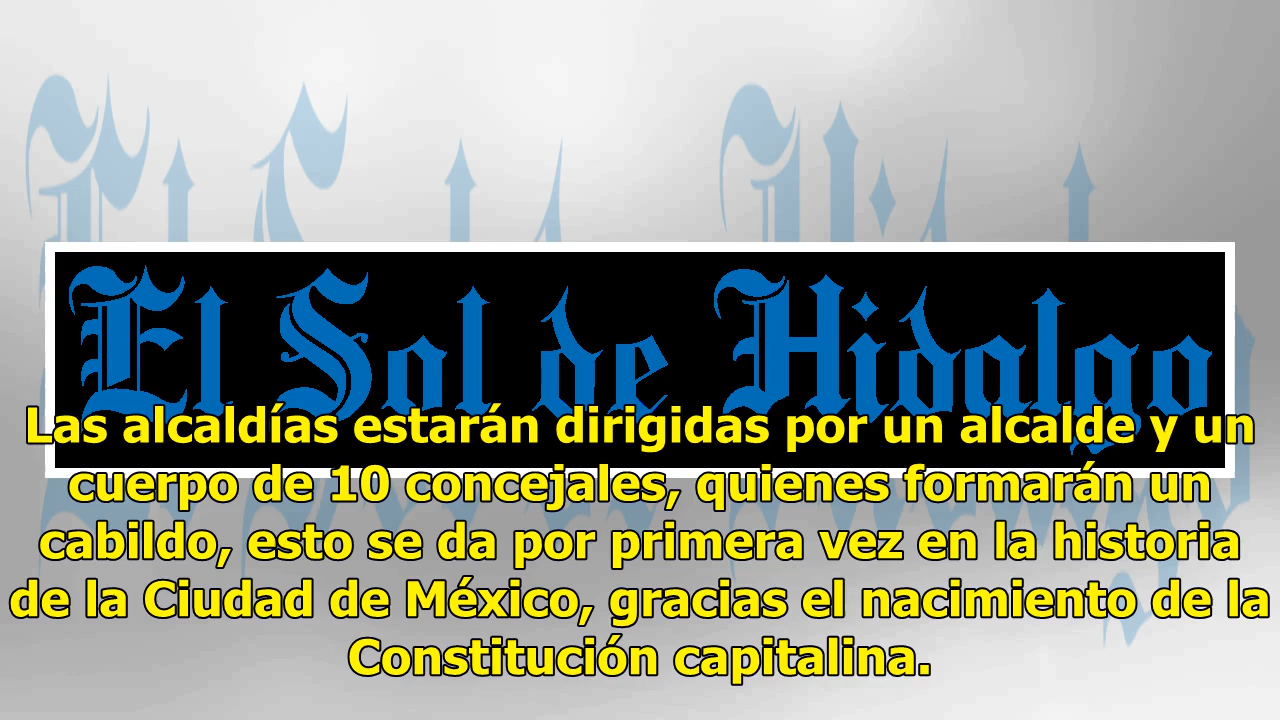 El Sol de Hidalgo
Las alcaldías estarán dirigidas por un alcalde y un
cuerpo de 10 concejales, quienes formarán un
cabildo, esto se da por primera vez en la historia
de la Ciudad de México, gracias el nacimiento de la
Constitución capitalina.